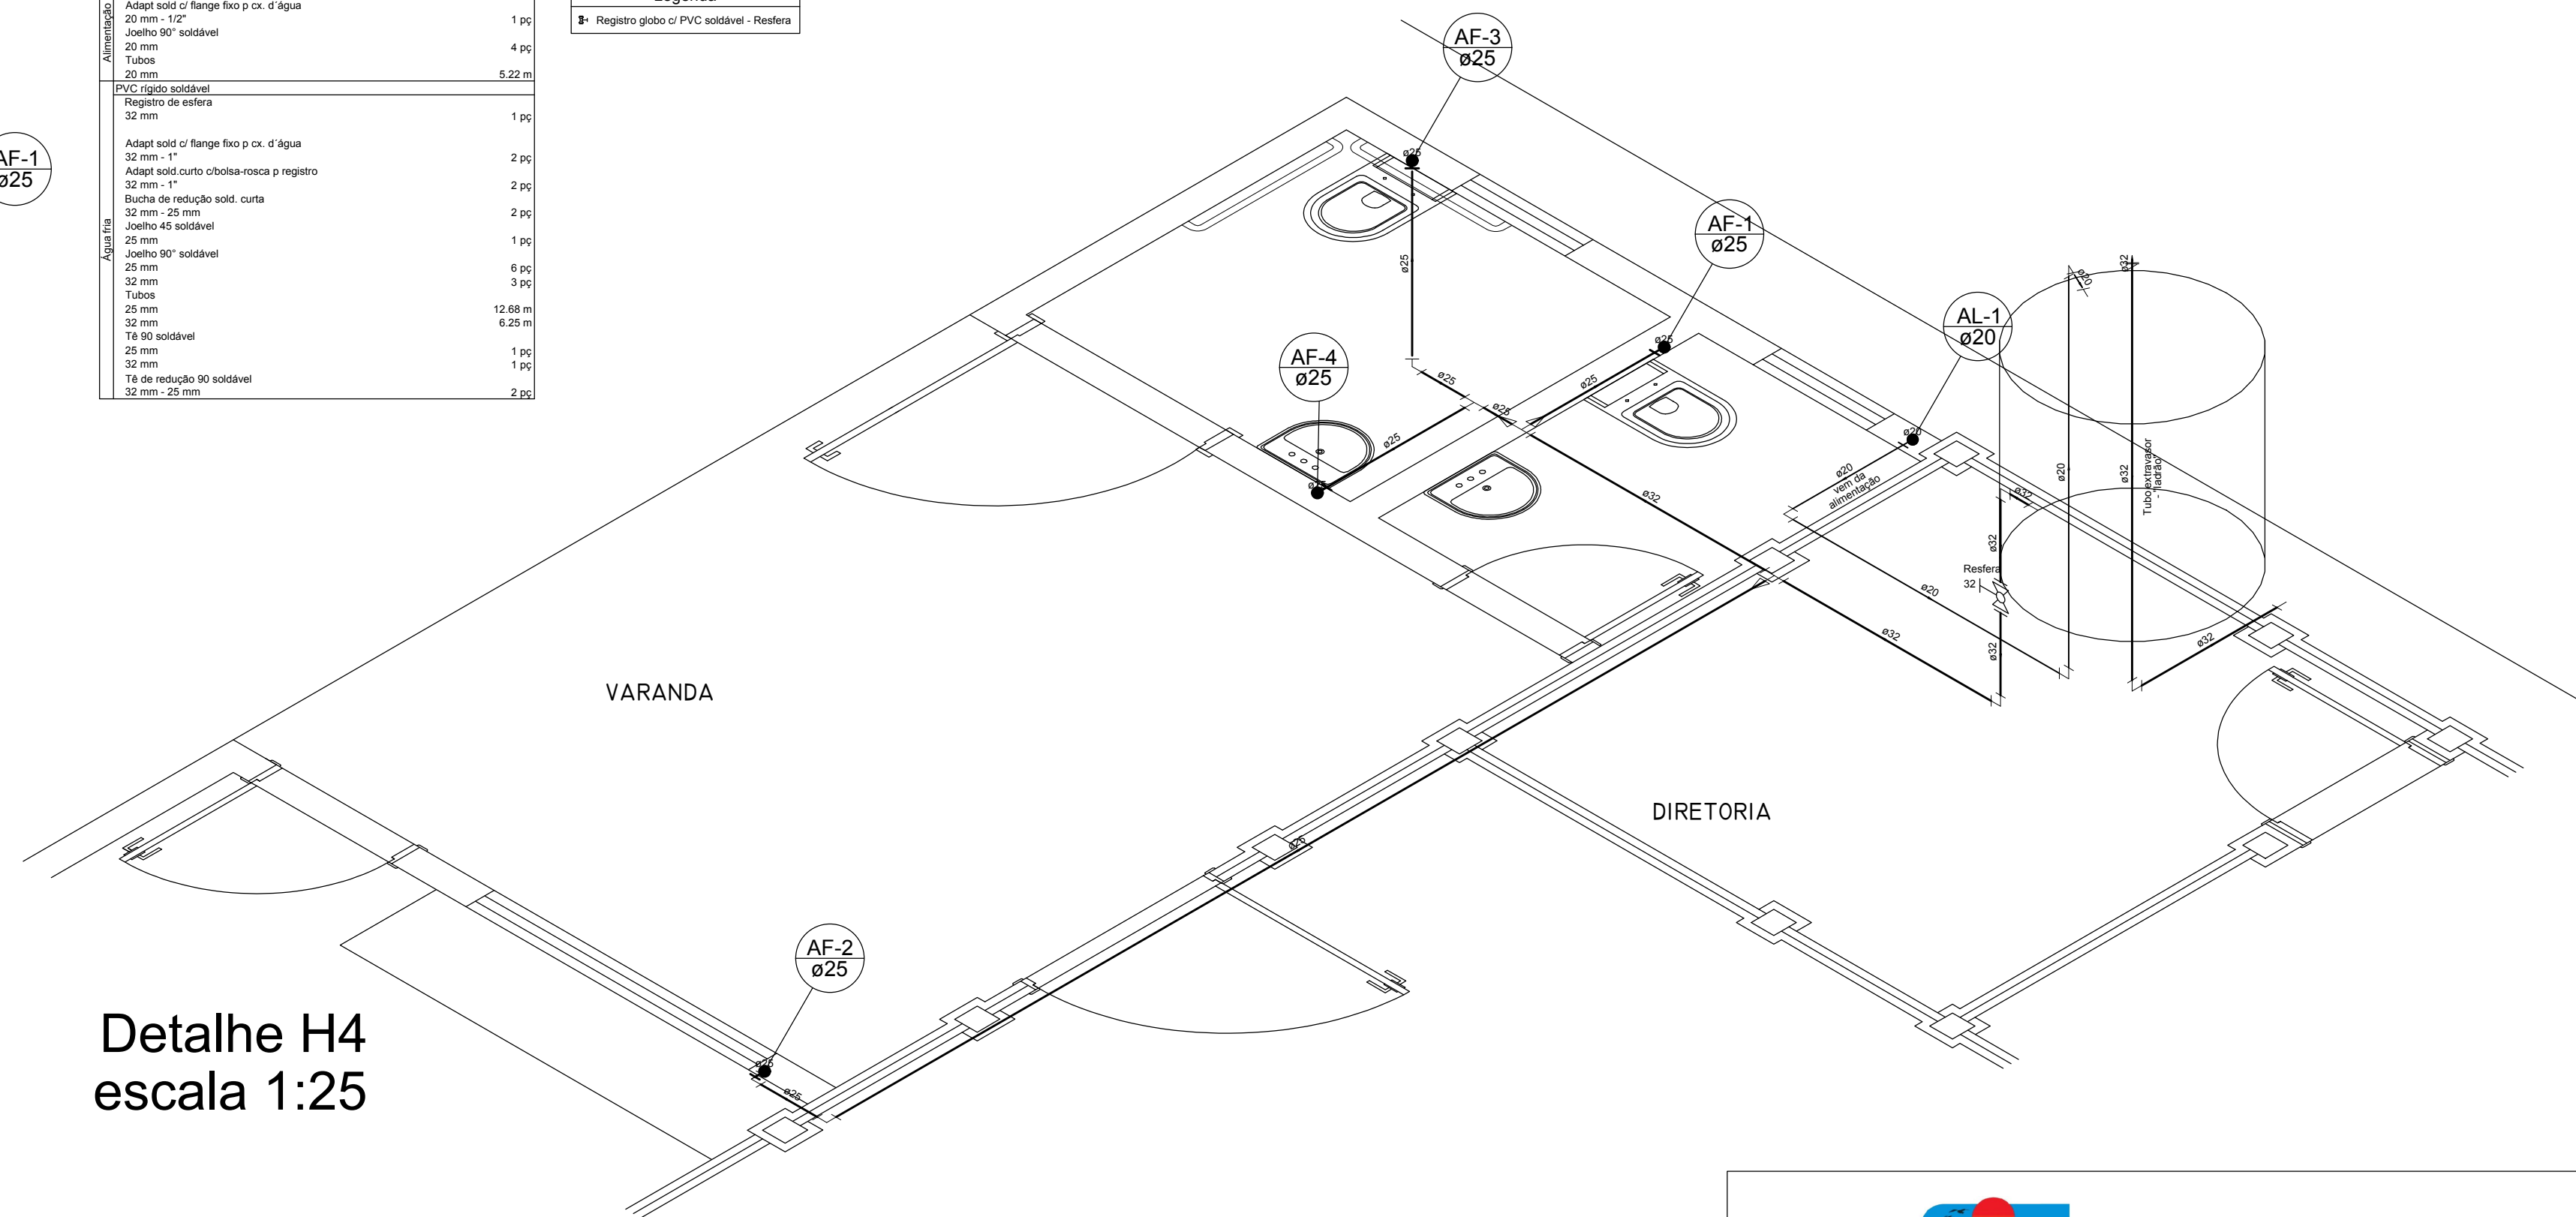 Alimentação
Adapt sold c/ flange fixo p cx. d´água
20 mm - 1/2" 1 pç
Joelho 90° soldável
20 mm 4 pç
Tubos
20 mm 5.22 m
Água fria
PVC rígido soldável
Registro de esfera
32 mm 1 pç
Adapt sold c/ flange fixo p cx. d´água
32 mm - 1" 2 pç
Adapt sold.curto c/bolsa-rosca p registro
32 mm - 1" 2 pç
Bucha de redução sold. curta
32 mm - 25 mm 2 pç
Joelho 45 soldável
25 mm 1 pç
Joelho 90° soldável
25 mm 6 pç
32 mm 3 pç
Tubos
25 mm 12.68 m
32 mm 6.25 m
Tê 90 soldável
25 mm 1 pç
32 mm 1 pç
Tê de redução 90 soldável
32 mm - 25 mm 2 pç
Registro globo c/ PVC soldável - Resfera
AF-1
ø25
AF-3
ø25
ø25
ø25
AF-1
ø25
ø25
AL-1
ø20
ø20
AF-4
ø25
ø25
ø25
ø25
ø25
ø25
ø32
ø20
vem da
alimentação
ø20
ø20
ø20
ø32
ø32
Tubo extravasor
- "ladrão"
ø32
ø32
Resfera
32
ø32
ø32
ø32
VARANDA
DIRETORIA
ø25
AF-2
ø25
ø25
ø25
Detalhe H4
escala 1:25